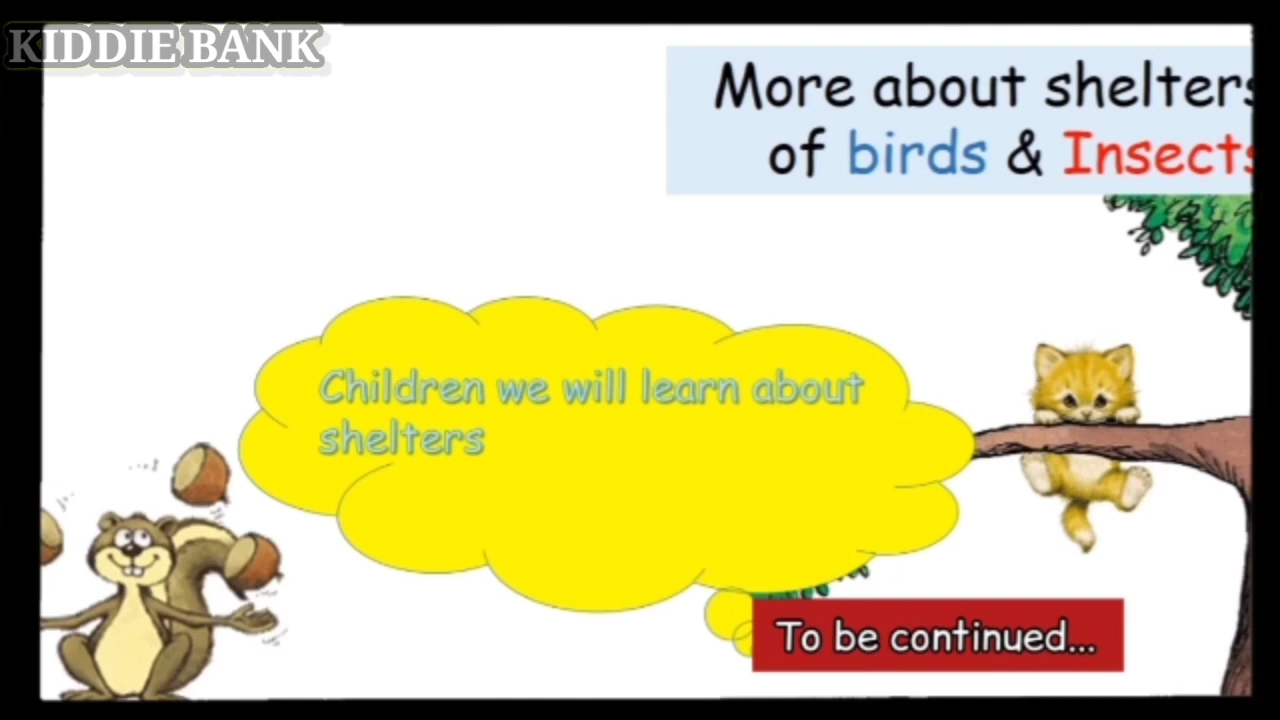 KIDDIE BANK
More about shelters
of birds & Insects
Children we will learn about
shelters
To be continued...